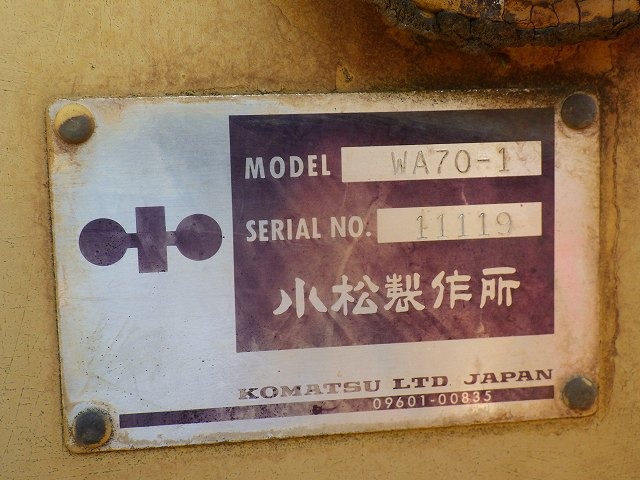 MODEL WA70-1
SERIAL NO. 11119
小松製作所
KOMATSU LTD. JAPAN
09601-00835